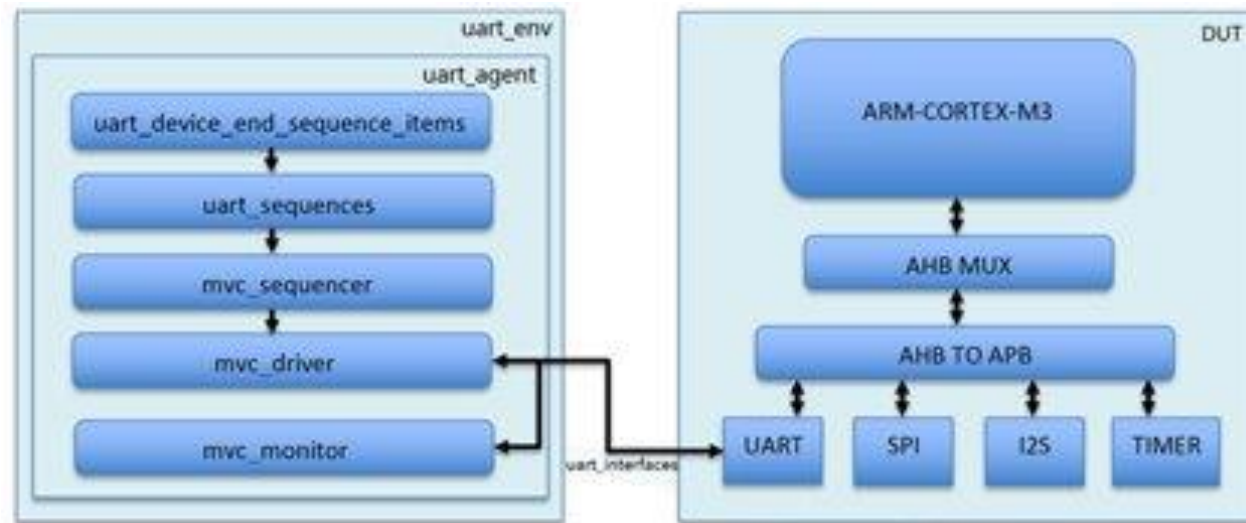 uart_env
uart_agent
uart_device_end_sequence_items
uart_sequences
mvc_sequencer
mvc_driver
mvc_monitor
uart_interfaces
DUT
ARM-CORTEX-M3
AHB MUX
AHB TO APB
UART
SPI
I2S
TIMER